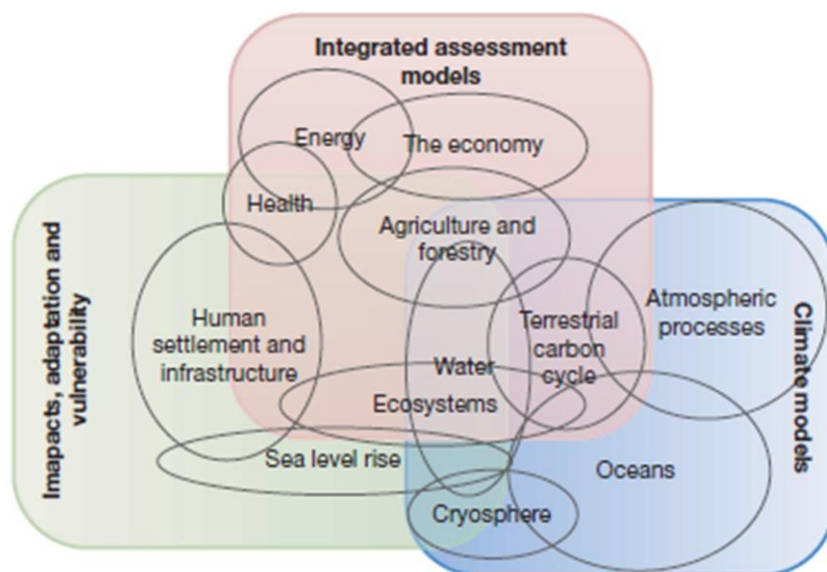 Integrated assessment
models
Energy
The economy
Health
Agriculture and
forestry
Imapacts, adaptation and
vulnerability
Human
settlement and
infrastructure
Water
Terrestrial
carbon
cycle
Atmospheric
processes
Climate models
Ecosystems
Sea level rise
Oceans
Cryosphere